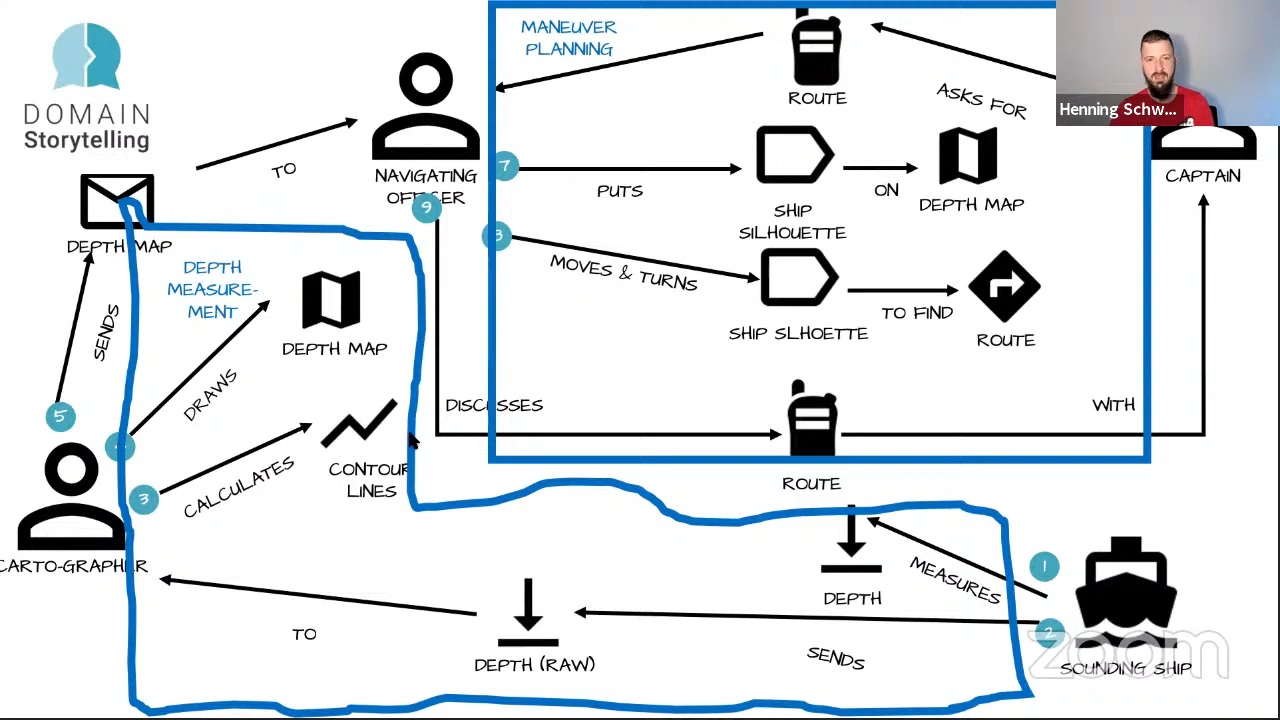 DOMAIN
Storytelling
MANEUVER
PLANNING
ROUTE
ASKS FOR
Henning Schw...
TO
NAVIGATING
OFFICER
7
PUTS
SHIP
SILHOUETTE
ON
DEPTH MAP
CAPTAIN
9
DEPTH MAP
8
MOVES & TURNS
SHIP SLHOETTE
TO FIND
ROUTE
DEPTH
MEASURE-
MENT
DEPTH MAP
SENDS
DRAWS
5
4
DISCUSSES
WITH
3
CALCULATES
CONTOUR
LINES
ROUTE
CARTO-GRAPHER
1
MEASURES
DEPTH
2
TO
DEPTH (RAW)
SENDS
SOUNDING SHIP
zoom